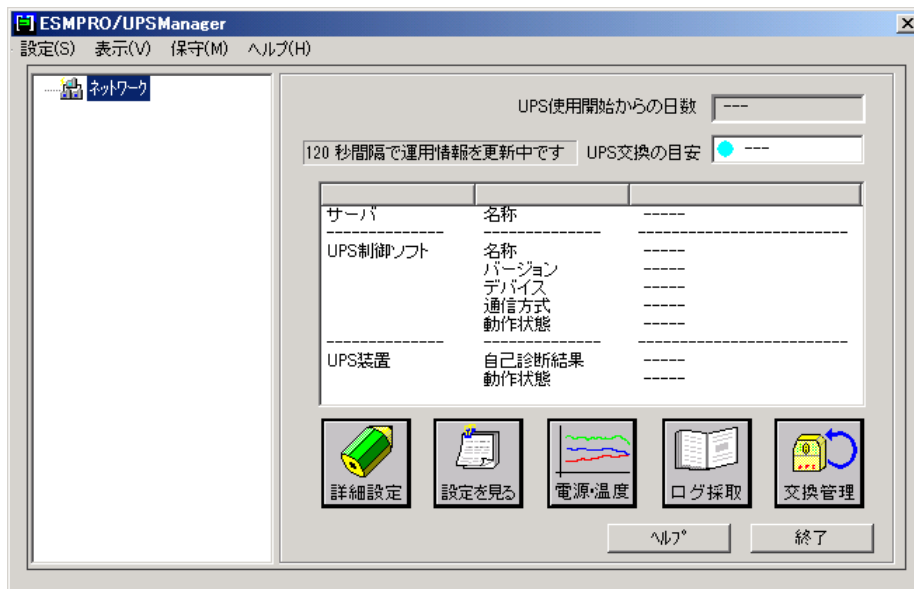 ESMPRO/UPSManager
設定(S) 表示(V) 保守(M) ヘルプ(H)
ネットワーク
UPS使用開始からの日数 ---
120 秒間隔で運用情報を更新中です UPS交換の目安 ---
サーバ 名称 -----
-------------- -------------- -------------------------
UPS制御ソフト 名称 -----
バージョン -----
デバイス -----
通信方式 -----
動作状態 -----
-------------- -------------- -------------------------
UPS装置 自己診断結果 -----
動作状態 -----
詳細設定 設定を見る 電源・温度 ログ採取 交換管理
ヘルプ 終了